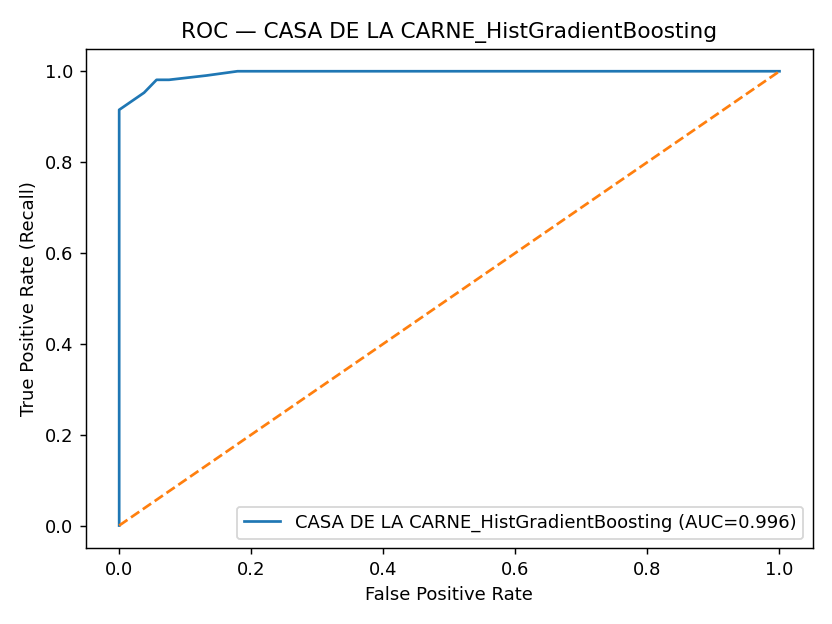 ROC — CASA DE LA CARNE_HistGradientBoosting
True Positive Rate (Recall)
1.0
0.8
0.6
0.4
0.2
0.0
CASA DE LA CARNE_HistGradientBoosting (AUC=0.996)
0.0 0.2 0.4 0.6 0.8 1.0
False Positive Rate